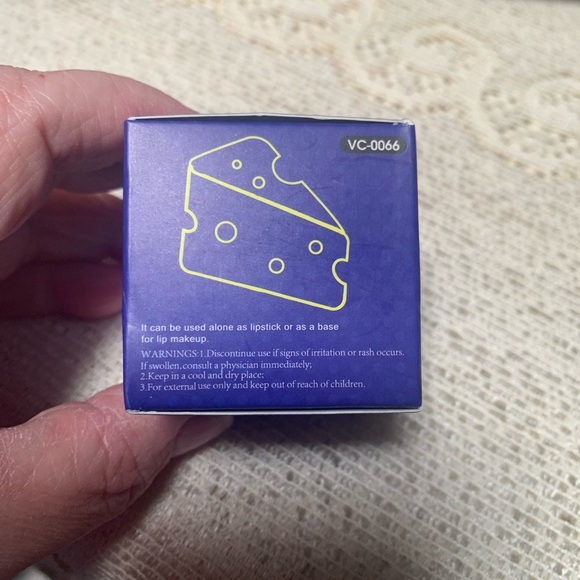 VC-0066
It can be used alone as lipstick or as a base
for lip makeup.
WARNINGS:1.Discontinue use if signs of irritation or rash occurs.
If swollen,consult a physician immediately;
2.Keep in a cool and dry place;
3.For external use only and keep out of reach of children.